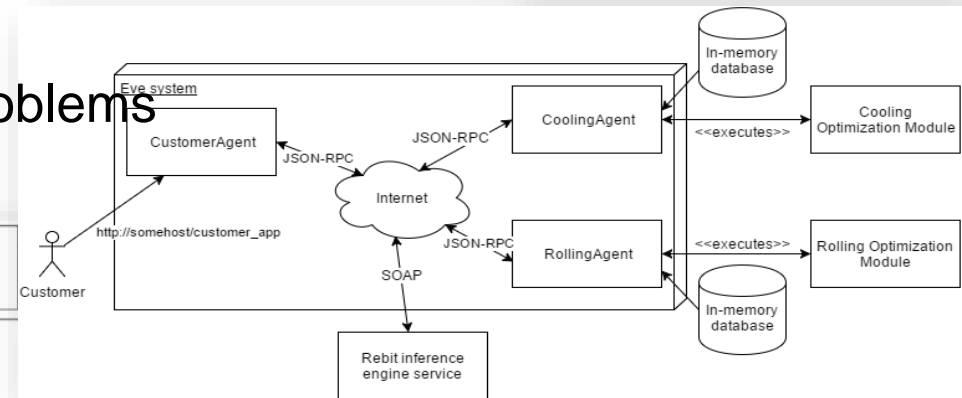 oblems
In-memory
database
Eve system
CustomerAgent
CoolingAgent
<<executes>>
Cooling
Optimization Module
JSON-RPC
JSON-RPC
Internet
http://somehost/customer_app
Customer
JSON-RPC
RollingAgent
<<executes>>
Rolling Optimization
Module
SOAP
In-memory
database
Rebit inference
engine service